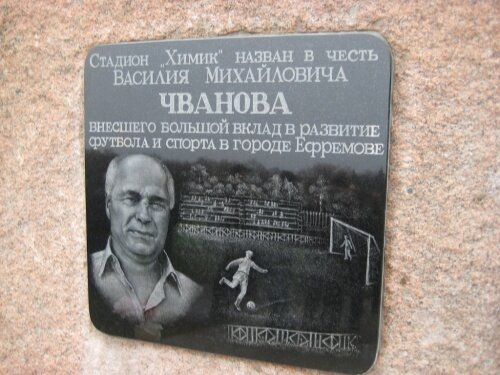 Стадион „Химик" назван в честь
Василия Михайловича
Чванова
внесшего большой вклад в развитие
футбола и спорта в городе Ефремове